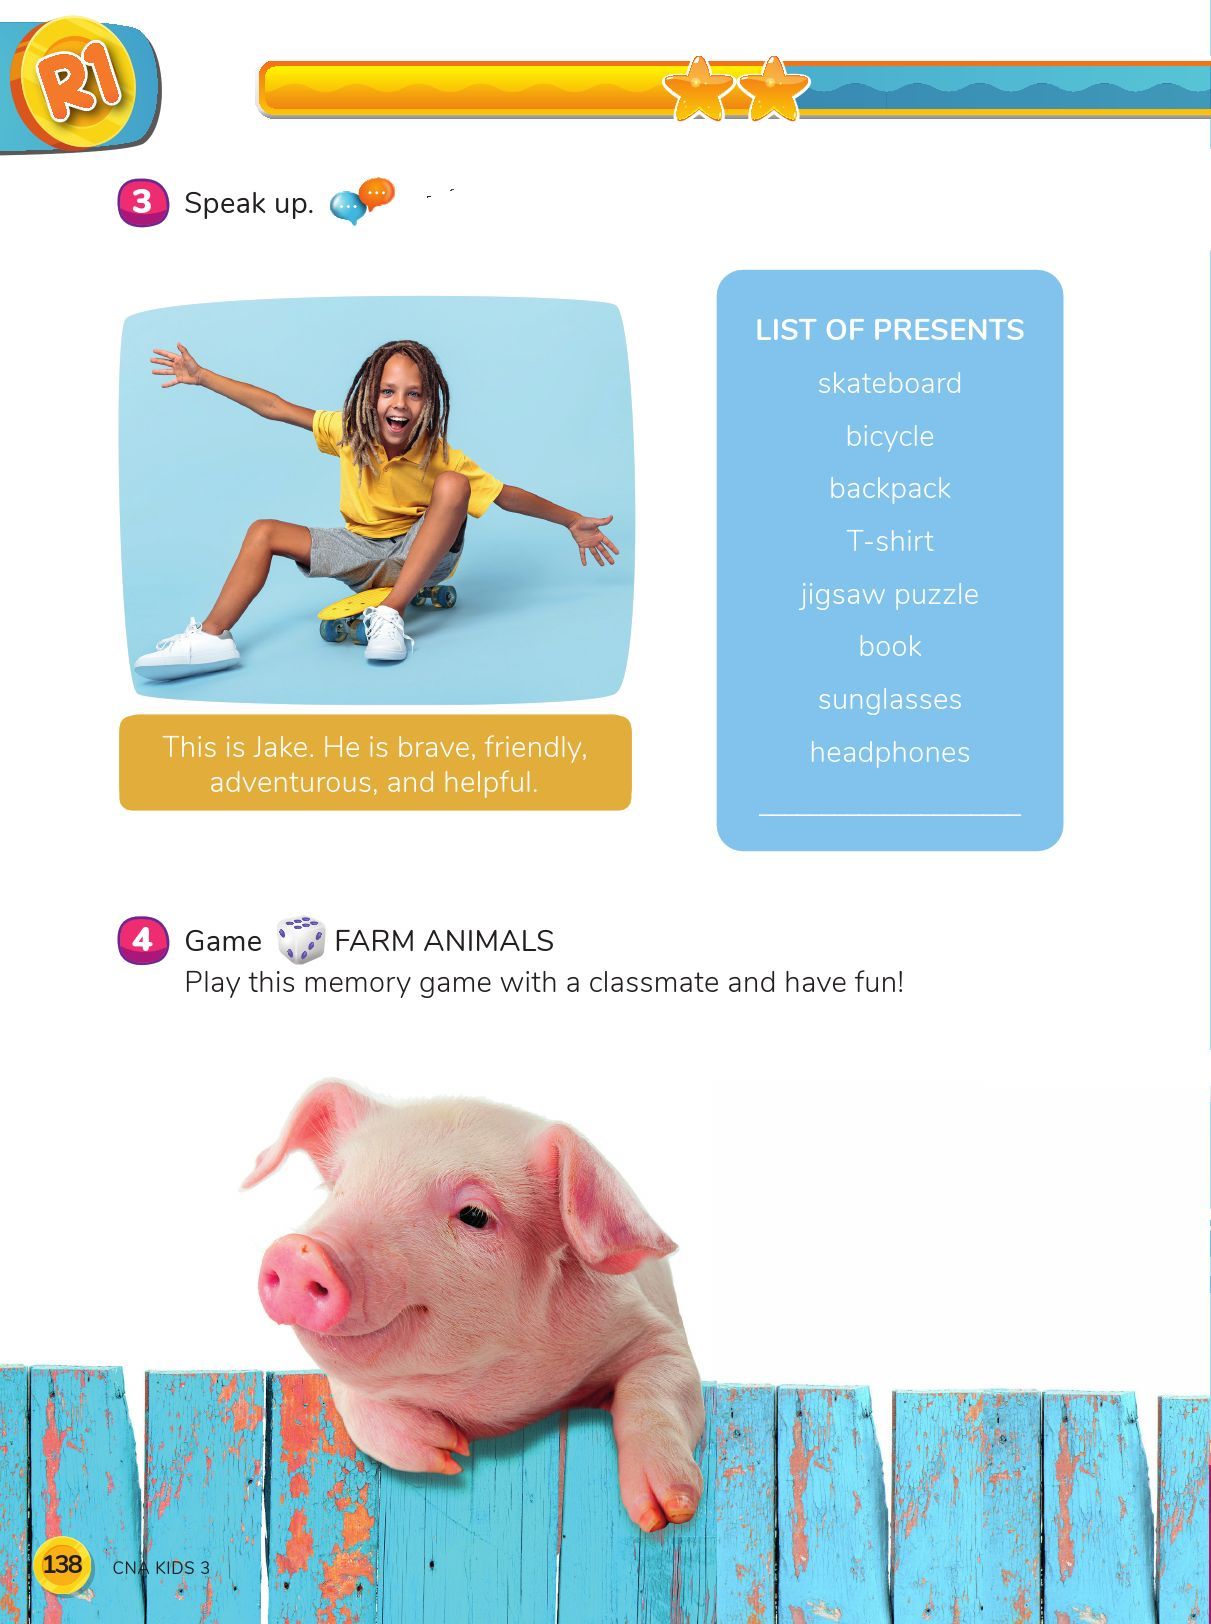 R1
3 Speak up.
LIST OF PRESENTS
skateboard
bicycle
backpack
T-shirt
jigsaw puzzle
book
sunglasses
headphones
This is Jake. He is brave, friendly,
adventurous, and helpful.
4 Game FARM ANIMALS
Play this memory game with a classmate and have fun!
138 CNA KIDS 3